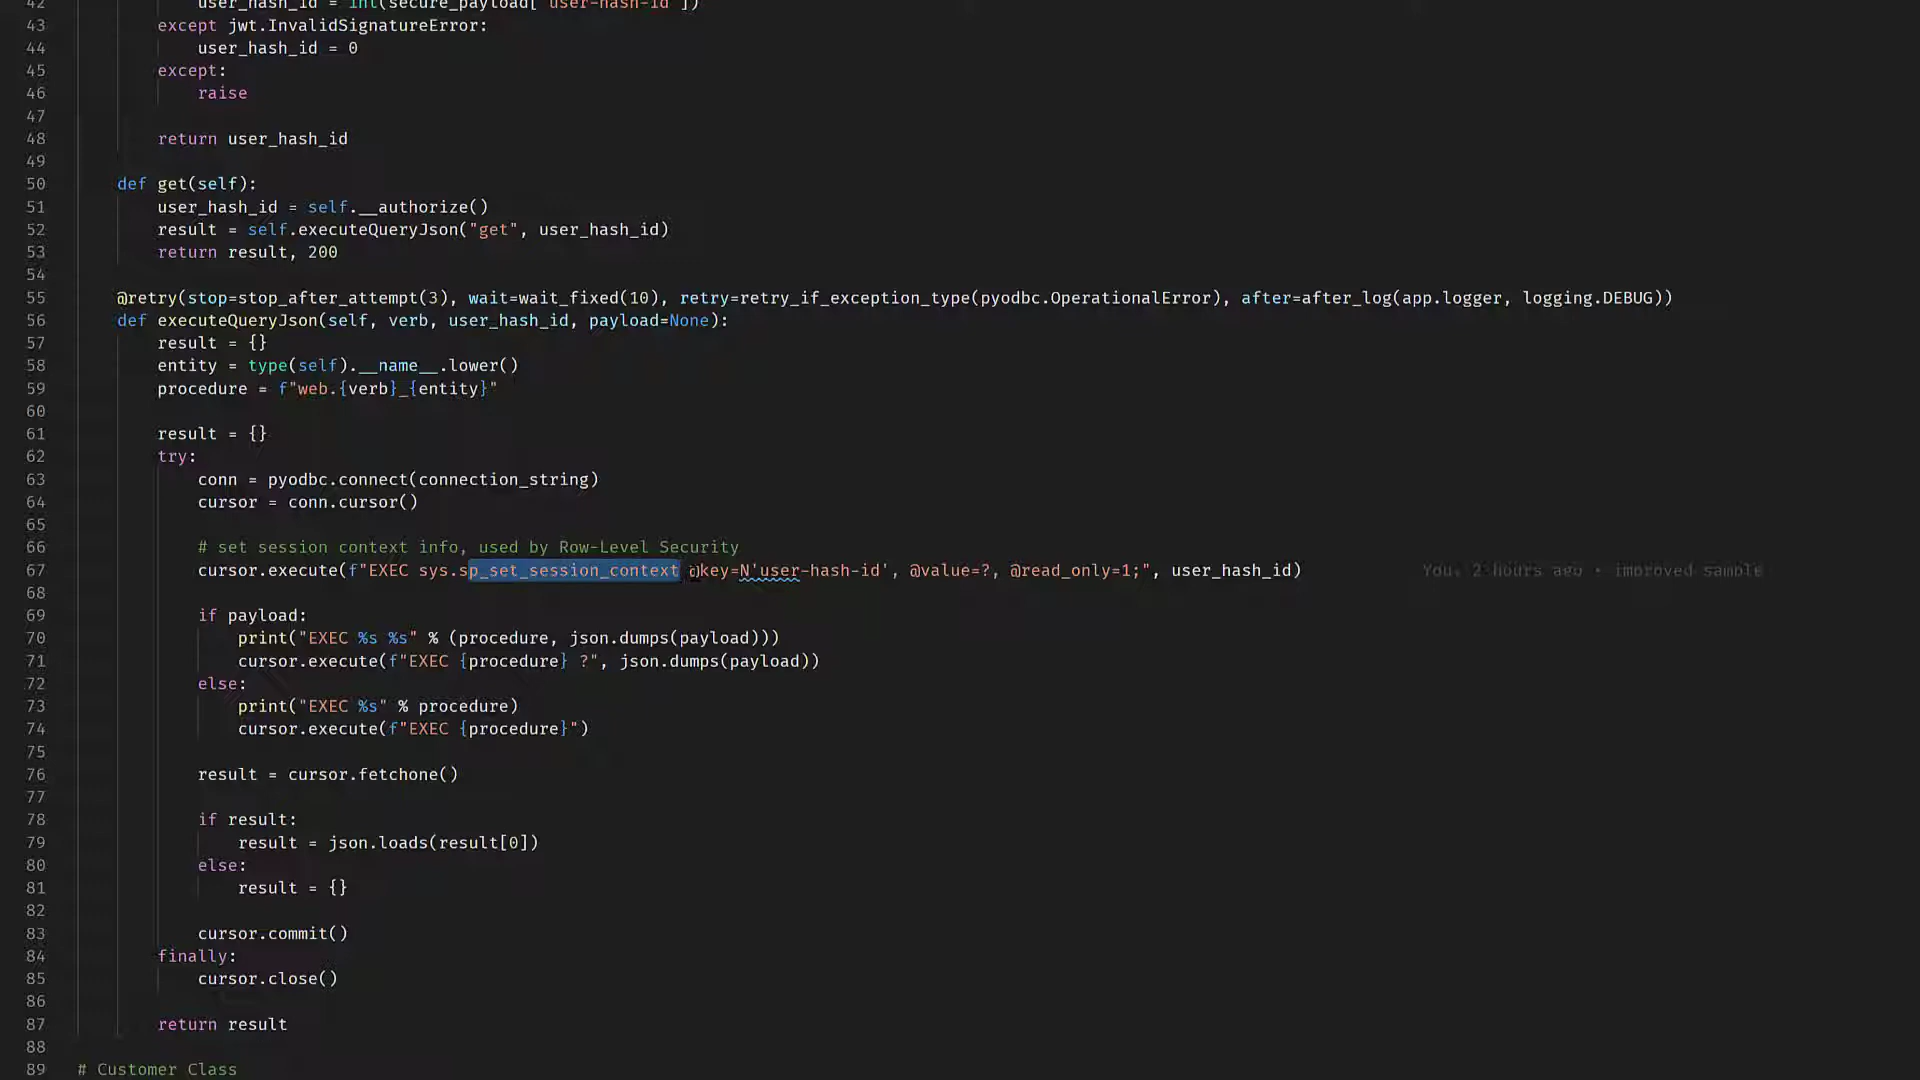 42 user_hash_id = int(secure_payload['user-hash-id'])
43 except jwt.InvalidSignatureError:
44 user_hash_id = 0
45 except:
46 raise
47
48 return user_hash_id
49
50 def get(self):
51 user_hash_id = self.__authorize()
52 result = self.executeQueryJson("get", user_hash_id)
53 return result, 200
54
55 @retry(stop=stop_after_attempt(3), wait=wait_fixed(10), retry=retry_if_exception_type(pyodbc.OperationalError), after=after_log(app.logger, logging.DEBUG))
56 def executeQueryJson(self, verb, user_hash_id, payload=None):
57 result = {}
58 entity = type(self).__name__.lower()
59 procedure = f"web.{verb}_{entity}"
60
61 result = {}
62 try:
63 conn = pyodbc.connect(connection_string)
64 cursor = conn.cursor()
65
66 # set session context info, used by Row-Level Security
67 cursor.execute(f"EXEC sys.sp_set_session_context @key=N'user-hash-id', @value=?, @read_only=1;", user_hash_id) You, 2 hours ago • improved sample
68
69 if payload:
70 print("EXEC %s %s" % (procedure, json.dumps(payload)))
71 cursor.execute(f"EXEC {procedure} ?", json.dumps(payload))
72 else:
73 print("EXEC %s" % procedure)
74 cursor.execute(f"EXEC {procedure}")
75
76 result = cursor.fetchone()
77
78 if result:
79 result = json.loads(result[0])
80 else:
81 result = {}
82
83 cursor.commit()
84 finally:
85 cursor.close()
86
87 return result
88
89 # Customer Class